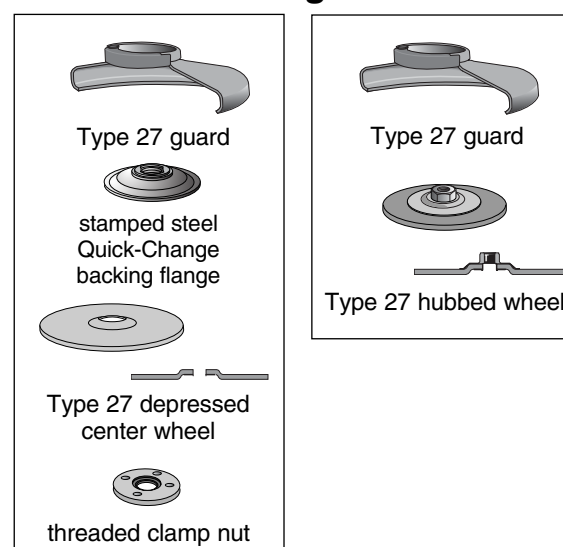 Type 27 guard
stamped steel
Quick-Change
backing flange
Type 27 depressed
center wheel
threaded clamp nut
Type 27 guard
Type 27 hubbed wheel